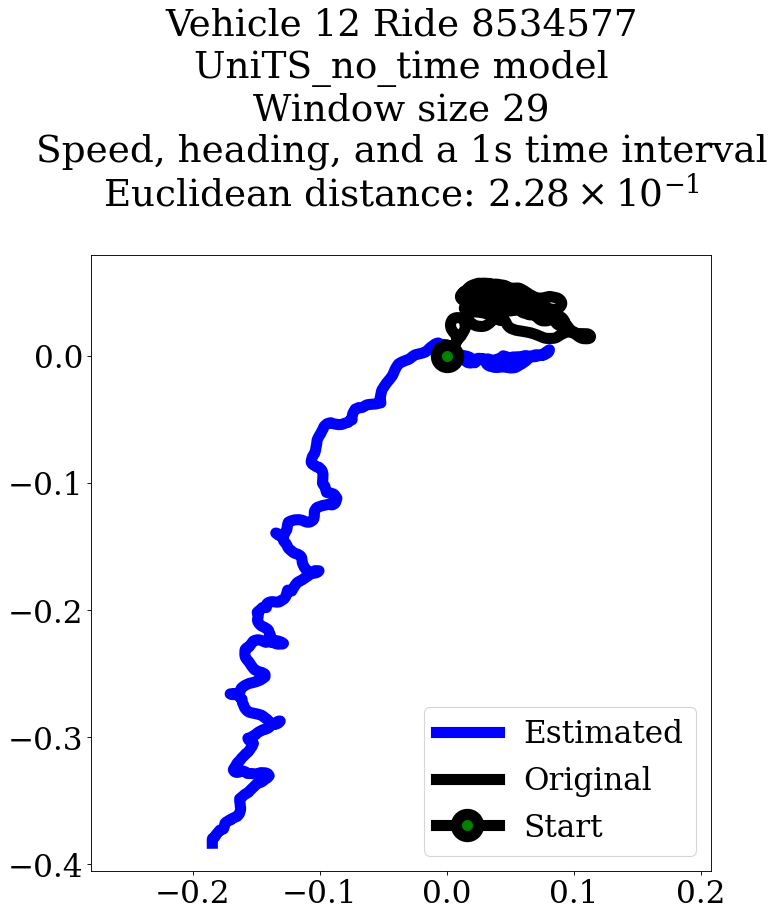 Vehicle 12 Ride 8534577
UniTS_no_time model
Window size 29
Speed, heading, and a 1s time interval
Euclidean distance: 2.28 × 10⁻¹
0.0
−0.1
−0.2
−0.3
−0.4
−0.2
−0.1
0.0
0.1
0.2
Estimated
Original
Start